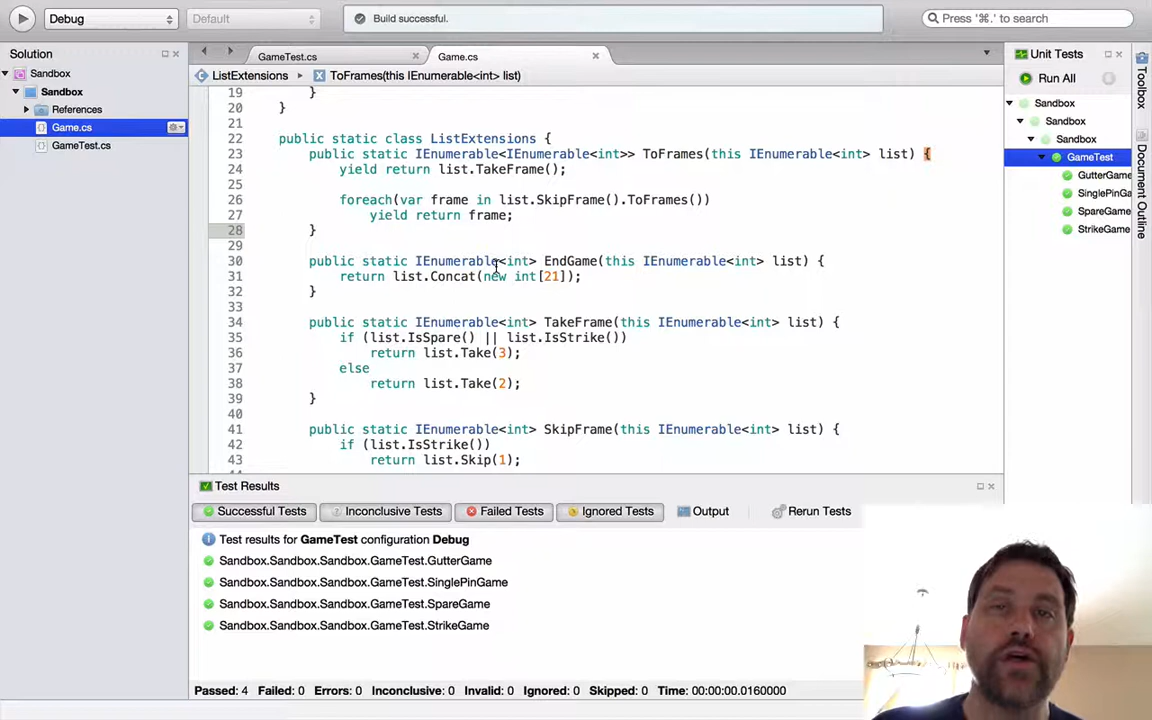 Debug
Default
Build successful.
Press '⌘.' to search
Solution
Sandbox
Sandbox
References
Game.cs
GameTest.cs
GameTest.cs
Game.cs
ListExtensions
ToFrames(this IEnumerable<int> list)
19 }
20 }
21
22 public static class ListExtensions {
23 public static IEnumerable<IEnumerable<int>> ToFrames(this IEnumerable<int> list) {
24 yield return list.TakeFrame();
25
26 foreach(var frame in list.SkipFrame().ToFrames())
27 yield return frame;
28 }
29
30 public static IEnumerable<int> EndGame(this IEnumerable<int> list) {
31 return list.Concat(new int[21]);
32 }
33
34 public static IEnumerable<int> TakeFrame(this IEnumerable<int> list) {
35 if (list.IsSpare() || list.IsStrike())
36 return list.Take(3);
37 else
38 return list.Take(2);
39 }
40
41 public static IEnumerable<int> SkipFrame(this IEnumerable<int> list) {
42 if (list.IsStrike())
43 return list.Skip(1);
Unit Tests
Run All
Sandbox
Sandbox
Sandbox
GameTest
GutterGame
SinglePinGa
SpareGame
StrikeGame
Toolbox
Document Outline
Test Results
Successful Tests
Inconclusive Tests
Failed Tests
Ignored Tests
Output
Rerun Tests
Test results for GameTest configuration Debug
Sandbox.Sandbox.Sandbox.GameTest.GutterGame
Sandbox.Sandbox.Sandbox.GameTest.SinglePinGame
Sandbox.Sandbox.Sandbox.GameTest.SpareGame
Sandbox.Sandbox.Sandbox.GameTest.StrikeGame
Passed: 4 Failed: 0 Errors: 0 Inconclusive: 0 Invalid: 0 Ignored: 0 Skipped: 0 Time: 00:00:00.0160000